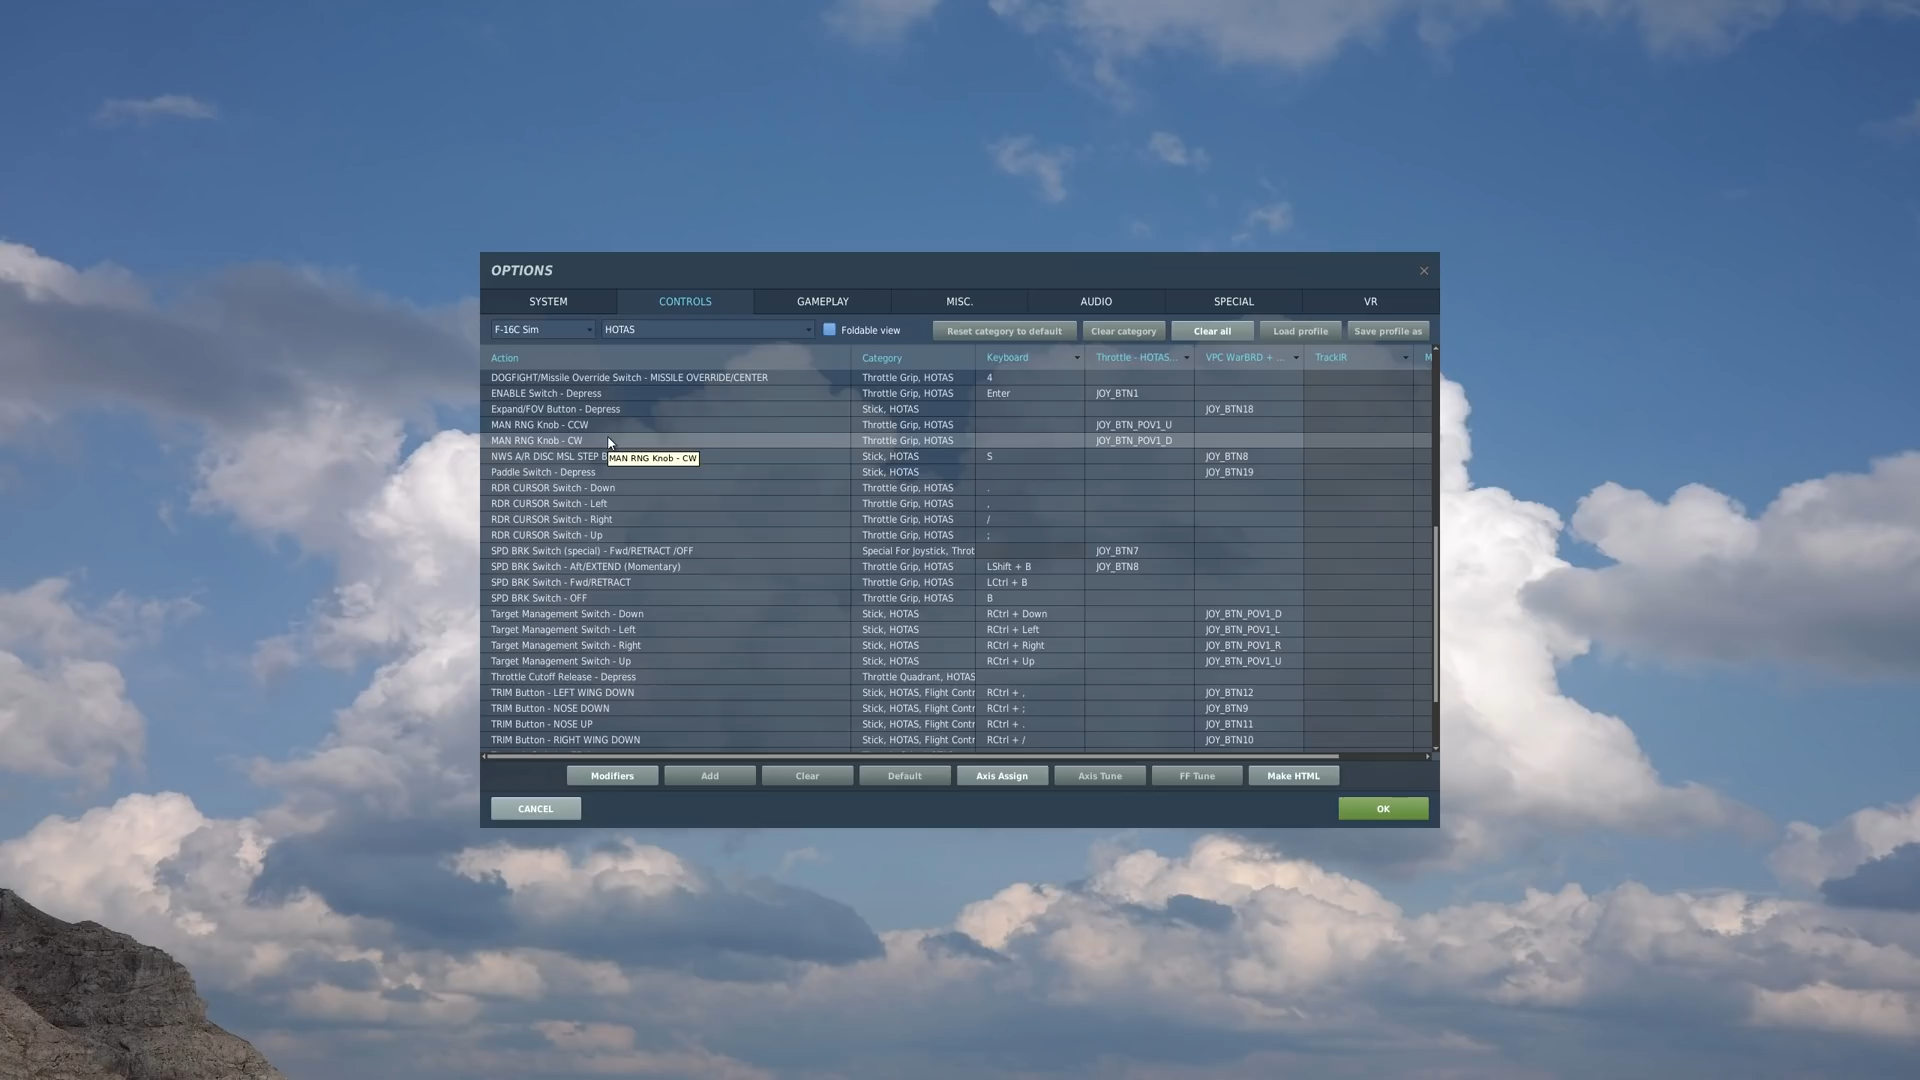 OPTIONS
SYSTEM CONTROLS GAMEPLAY MISC. AUDIO SPECIAL VR
F-16C Sim HOTAS Foldable view Reset category to default Clear category Clear all Load profile Save profile as
Action Category Keyboard Throttle - HOTAS... VPC WarBRD + ... TrackIR M
DOGFIGHT/Missile Override Switch - MISSILE OVERRIDE/CENTER Throttle Grip, HOTAS 4
ENABLE Switch - Depress Throttle Grip, HOTAS Enter JOY_BTN1
Expand/FOV Button - Depress Stick, HOTAS JOY_BTN18
MAN RNG Knob - CCW Throttle Grip, HOTAS JOY_BTN_POV1_U
MAN RNG Knob - CW Throttle Grip, HOTAS JOY_BTN_POV1_D
NWS A/R DISC MSL STEP B Stick, HOTAS S JOY_BTN8
MAN RNG Knob - CW
Paddle Switch - Depress Stick, HOTAS JOY_BTN19
RDR CURSOR Switch - Down Throttle Grip, HOTAS .
RDR CURSOR Switch - Left Throttle Grip, HOTAS ,
RDR CURSOR Switch - Right Throttle Grip, HOTAS /
RDR CURSOR Switch - Up Throttle Grip, HOTAS ;
SPD BRK Switch (special) - Fwd/RETRACT /OFF Special For Joystick, Throt JOY_BTN7
SPD BRK Switch - Aft/EXTEND (Momentary) Throttle Grip, HOTAS LShift + B JOY_BTN8
SPD BRK Switch - Fwd/RETRACT Throttle Grip, HOTAS LCtrl + B
SPD BRK Switch - OFF Throttle Grip, HOTAS B
Target Management Switch - Down Stick, HOTAS RCtrl + Down JOY_BTN_POV1_D
Target Management Switch - Left Stick, HOTAS RCtrl + Left JOY_BTN_POV1_L
Target Management Switch - Right Stick, HOTAS RCtrl + Right JOY_BTN_POV1_R
Target Management Switch - Up Stick, HOTAS RCtrl + Up JOY_BTN_POV1_U
Throttle Cutoff Release - Depress Throttle Quadrant, HOTAS
TRIM Button - LEFT WING DOWN Stick, HOTAS, Flight Contr RCtrl + , JOY_BTN12
TRIM Button - NOSE DOWN Stick, HOTAS, Flight Contr RCtrl + ; JOY_BTN9
TRIM Button - NOSE UP Stick, HOTAS, Flight Contr RCtrl + . JOY_BTN11
TRIM Button - RIGHT WING DOWN Stick, HOTAS, Flight Contr RCtrl + / JOY_BTN10
Modifiers Add Clear Default Axis Assign Axis Tune FF Tune Make HTML
CANCEL OK